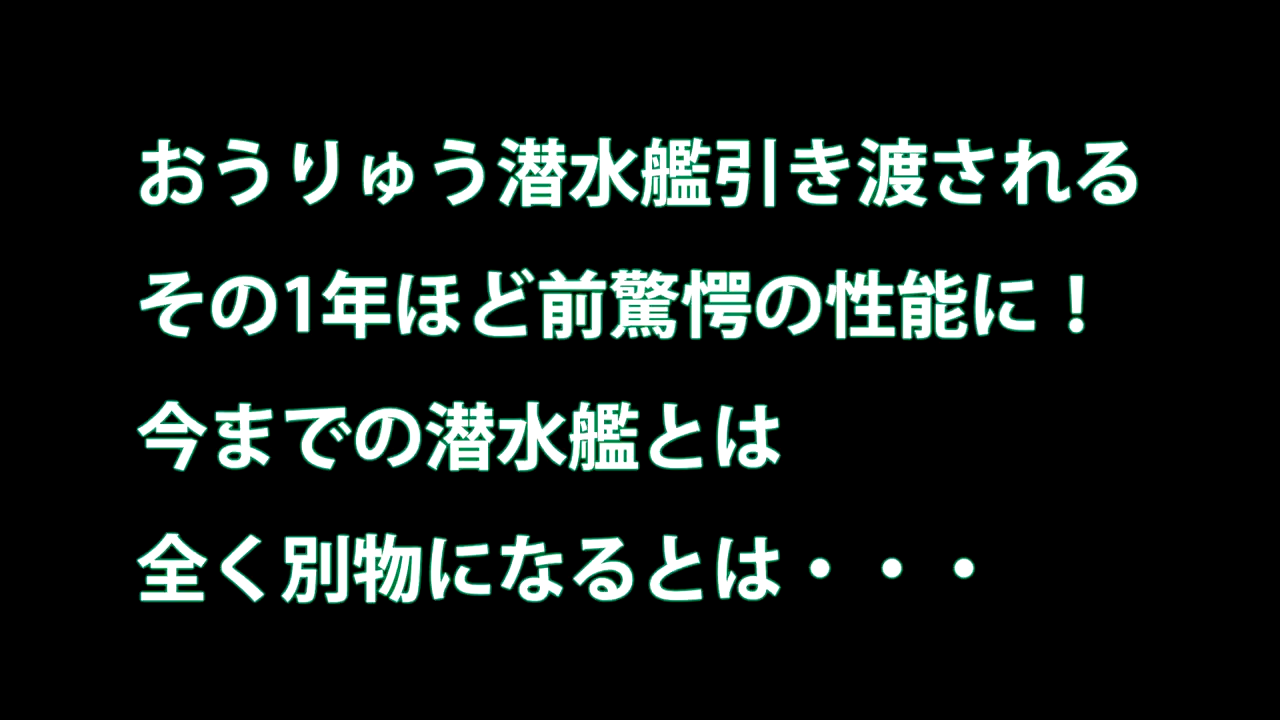 おうりゅう潜水艦引き渡される
その1年ほど前驚愕の性能に！
今までの潜水艦とは
全く別物になるとは・・・